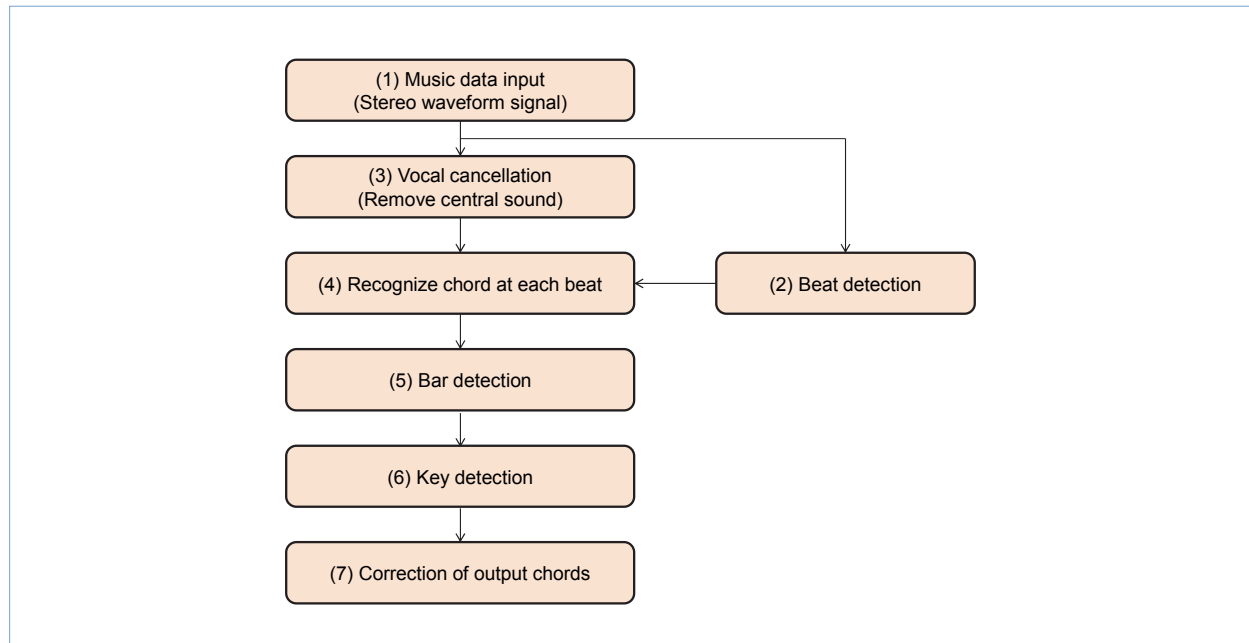 (1) Music data input
(Stereo waveform signal)
(3) Vocal cancellation
(Remove central sound)
(4) Recognize chord at each beat
(2) Beat detection
(5) Bar detection
(6) Key detection
(7) Correction of output chords